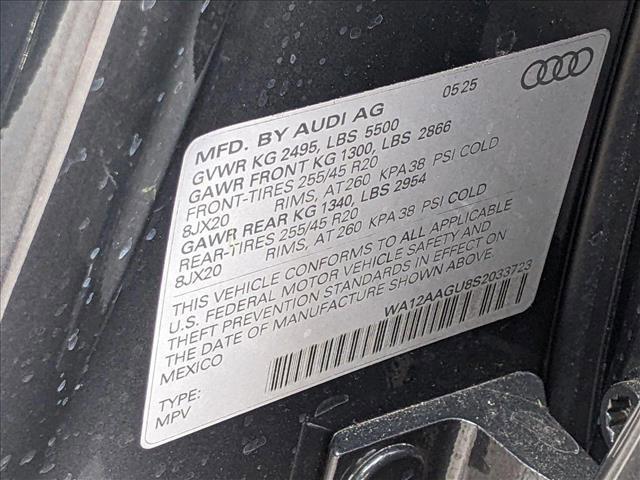 05 25
MFD. BY AUDI AG
GVWR KG 2495, LBS 5500
GAWR FRONT KG 1300, LBS 2866
FRONT-TIRES 255/45 R20
8JX20 RIMS, AT 260 KPA 38 PSI COLD
GAWR REAR KG 1340, LBS 2954
REAR-TIRES 255/45 R20
8JX20 RIMS, AT 260 KPA 38 PSI COLD
THIS VEHICLE CONFORMS TO ALL APPLICABLE
U.S. FEDERAL MOTOR VEHICLE SAFETY AND
THEFT PREVENTION STANDARDS IN EFFECT ON
THE DATE OF MANUFACTURE SHOWN ABOVE.
MEXICO
WA12AAGU8S2033723
TYPE:
MPV